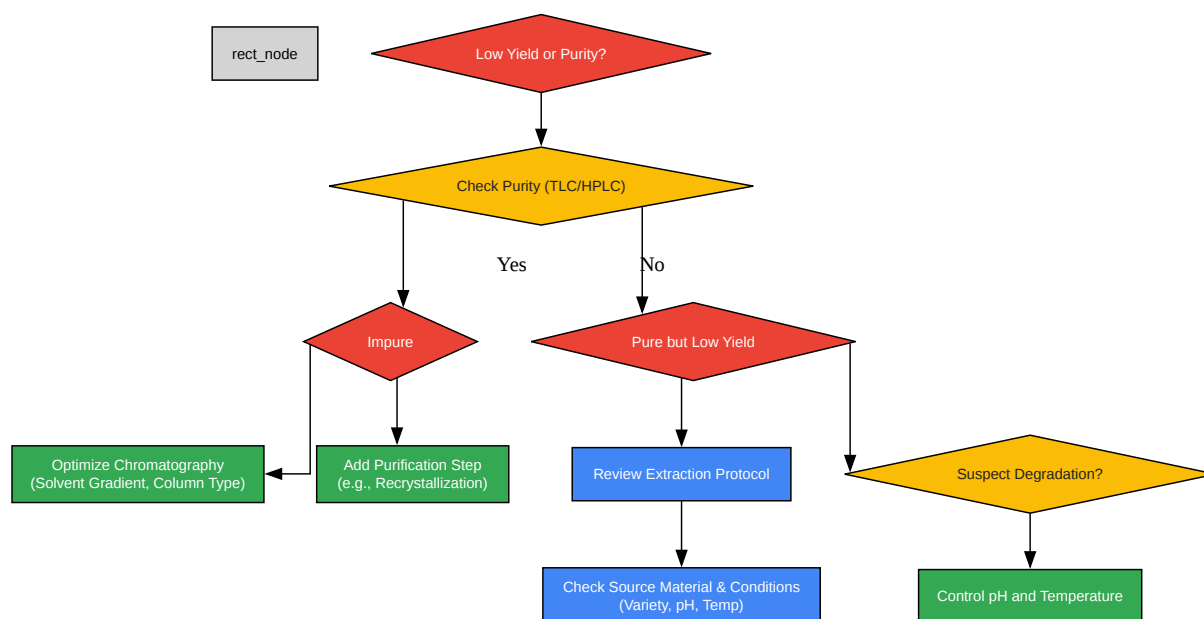 rect_node
Low Yield or Purity?
Check Purity (TLC/HPLC)
Yes
No
Impure
Pure but Low Yield
Optimize Chromatography
(Solvent Gradient, Column Type)
Add Purification Step
(e.g., Recrystallization)
Review Extraction Protocol
Suspect Degradation?
Check Source Material & Conditions
(Variety, pH, Temp)
Control pH and Temperature